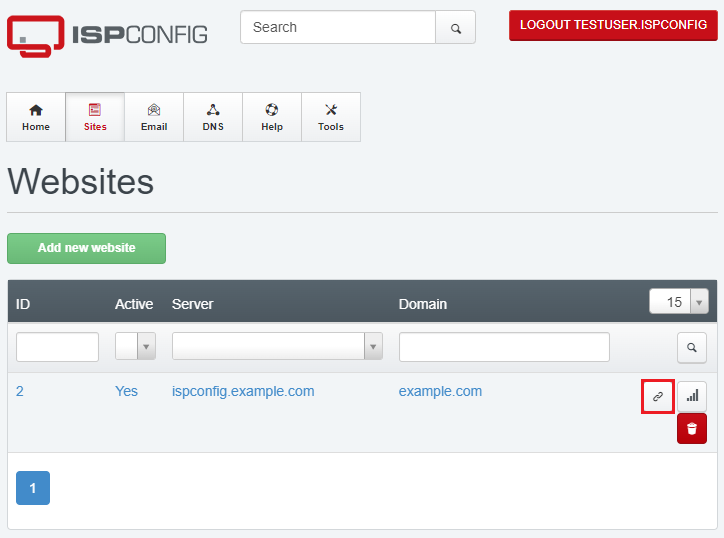 ISPCONFIG
Search
LOGOUT TESTUSER.ISPCONFIG
Home Sites Email DNS Help Tools
Websites
Add new website
ID Active Server Domain 15
2 Yes ispconfig.example.com example.com
1